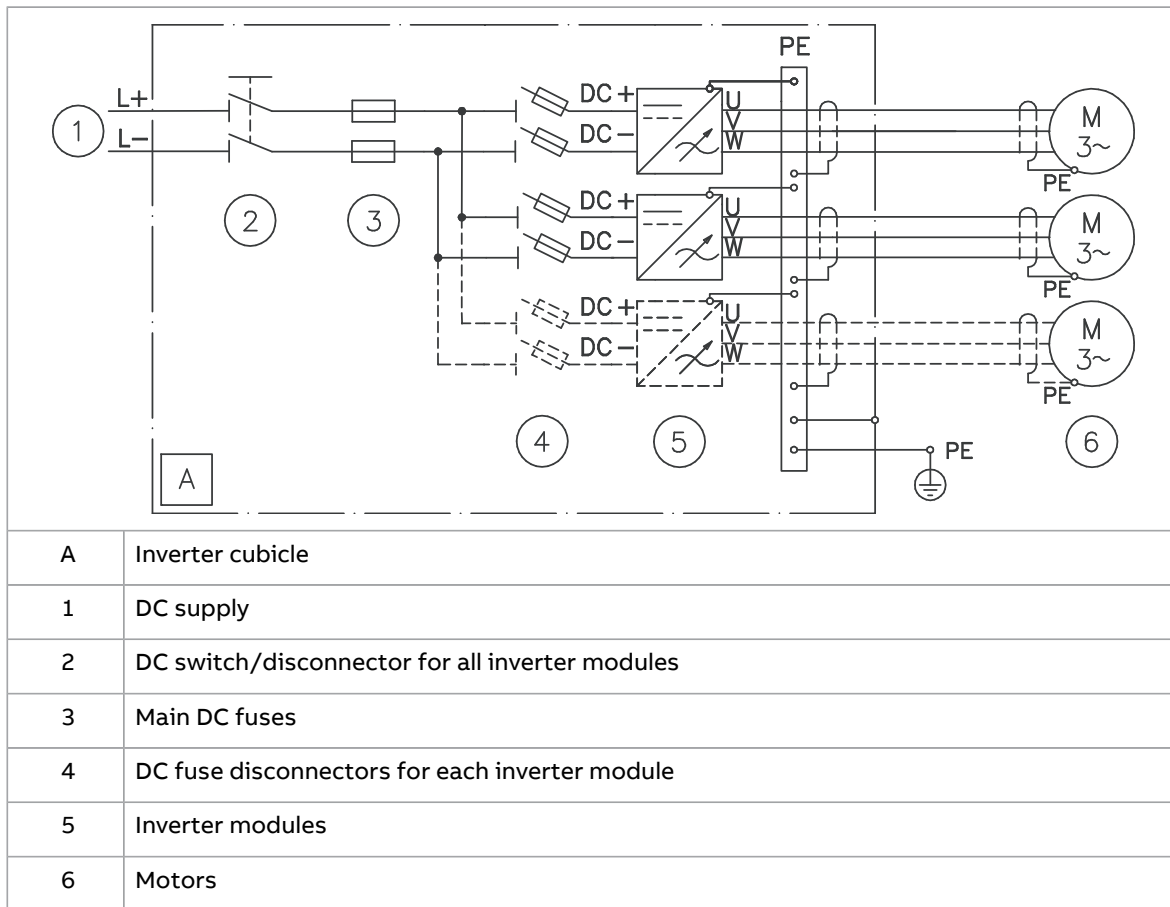 PE
L+
L−
1
2
3
DC +
DC −
U
V
W
M
3~
PE
DC +
DC −
U
V
W
M
3~
PE
DC +
DC −
U
V
W
M
3~
PE
4
5
6
A
PE
A Inverter cubicle
1 DC supply
2 DC switch/disconnector for all inverter modules
3 Main DC fuses
4 DC fuse disconnectors for each inverter module
5 Inverter modules
6 Motors